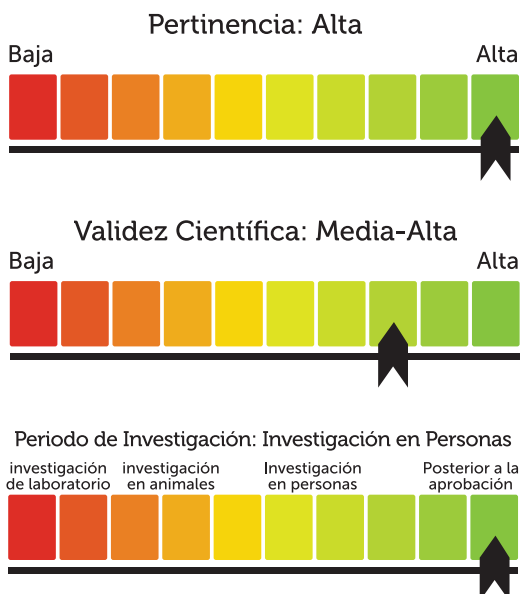 Pertinencia: Alta
Baja Alta
Validez Científica: Media-Alta
Baja Alta
Periodo de Investigación: Investigación en Personas
investigación investigación Investigación Posterior a la
de laboratorio en animales en personas aprobación